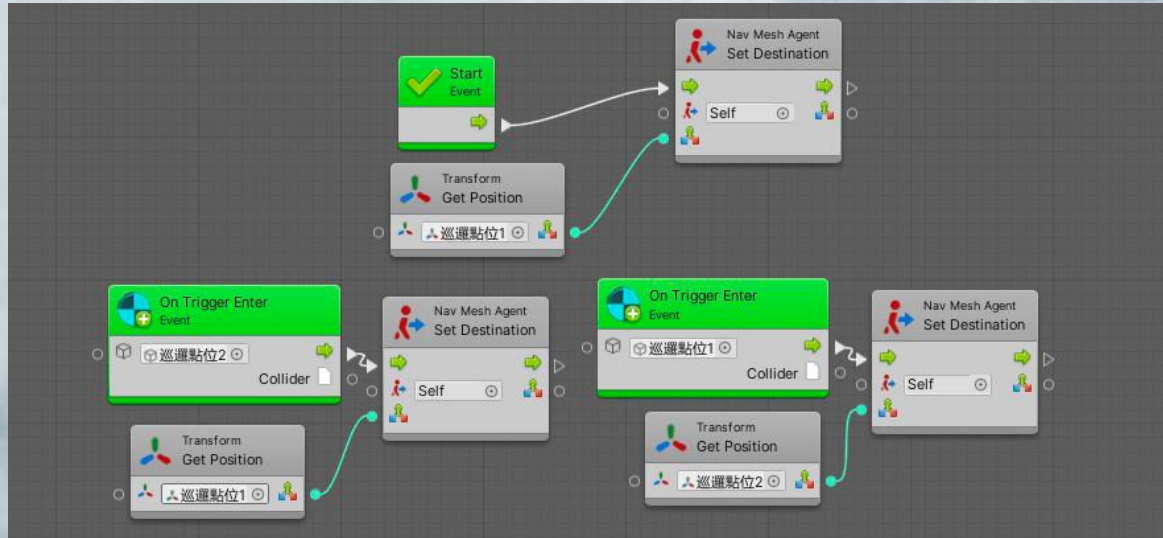 Nav Mesh Agent
Set Destination
Self
Start
Event
Transform
Get Position
巡邏點位1
On Trigger Enter
Event
巡邏點位2
Collider
Nav Mesh Agent
Set Destination
Self
Transform
Get Position
巡邏點位1
On Trigger Enter
Event
巡邏點位1
Collider
Nav Mesh Agent
Set Destination
Self
Transform
Get Position
巡邏點位2